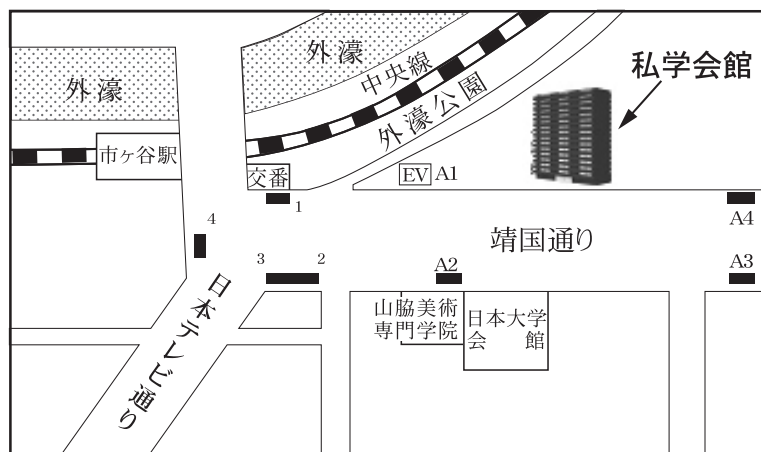 外濠
中央線
外濠公園
私学会館
外濠
市ヶ谷駅
交番
EV A1
1
A4
4
靖国通り
3
2
A2
A3
日本テレビ通り
山脇美術
専門学院
日本大学
会館